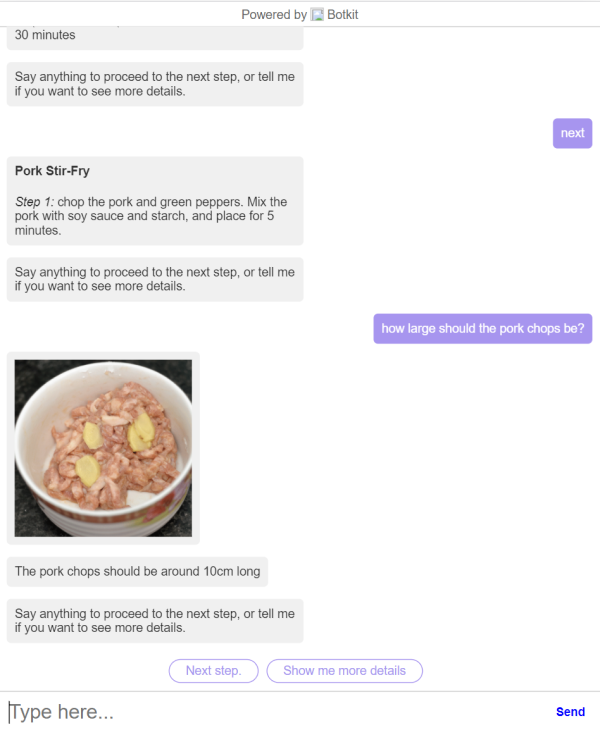 Powered by Botkit
30 minutes
Say anything to proceed to the next step, or tell me
if you want to see more details.
next
Pork Stir-Fry
Step 1: chop the pork and green peppers. Mix the
pork with soy sauce and starch, and place for 5
minutes.
Say anything to proceed to the next step, or tell me
if you want to see more details.
how large should the pork chops be?
The pork chops should be around 10cm long
Say anything to proceed to the next step, or tell me
if you want to see more details.
Next step.
Show me more details
Type here...
Send